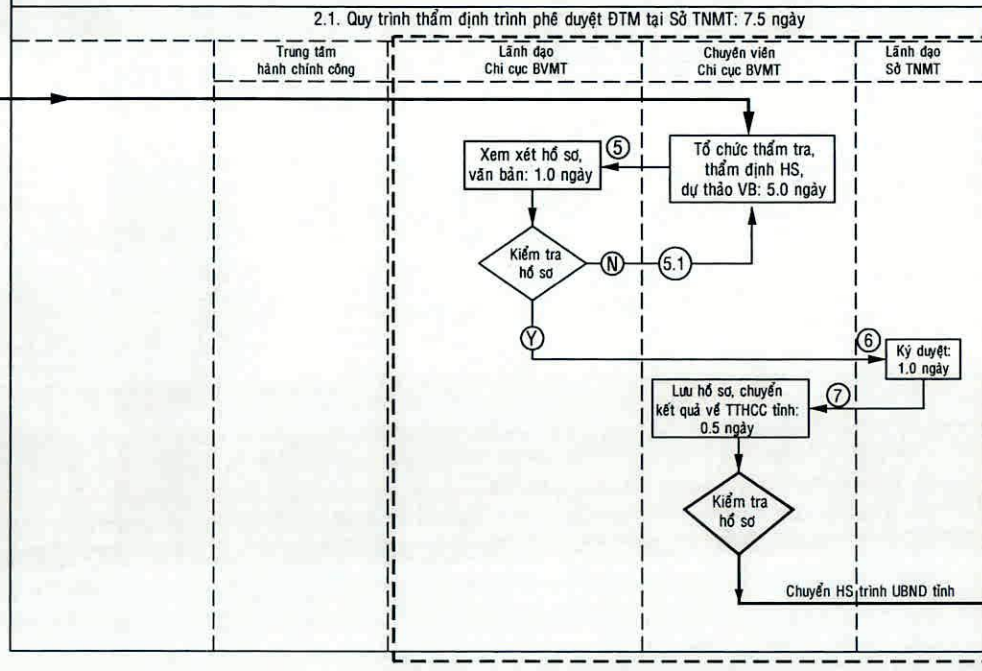 2.1. Quy trình thẩm định trình phê duyệt ĐTM tại Sở TNMT: 7.5 ngày
Trung tâm
hành chính công
Lãnh đạo
Chi cục BVMT
Chuyên viên
Chi cục BVMT
Lãnh đạo
Sở TNMT
Xem xét hồ sơ,
văn bản: 1.0 ngày
5
Tổ chức thẩm tra,
thẩm định HS,
dự thảo VB: 5.0 ngày
Kiểm tra
hồ sơ
N
5.1
Y
6
Ký duyệt:
1.0 ngày
Lưu hồ sơ, chuyển
kết quả về TTHCC tỉnh:
0.5 ngày
7
Kiểm tra
hồ sơ
Chuyển HS trình UBND tỉnh